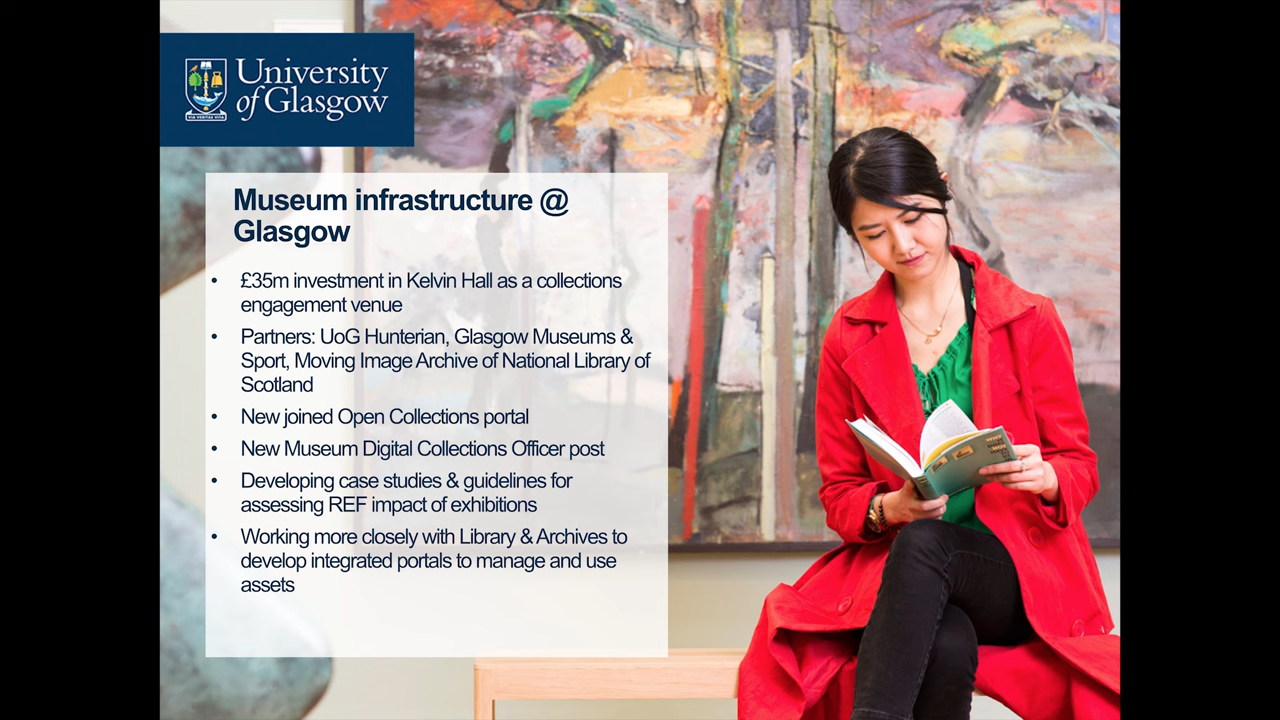 University
of Glasgow
VIA VERITAS VITA
Museum infrastructure @
Glasgow
• £35m investment in Kelvin Hall as a collections
engagement venue
• Partners: UoG Hunterian, Glasgow Museums &
Sport, Moving Image Archive of National Library of
Scotland
• New joined Open Collections portal
• New Museum Digital Collections Officer post
• Developing case studies & guidelines for
assessing REF impact of exhibitions
• Working more closely with Library & Archives to
develop integrated portals to manage and use
assets